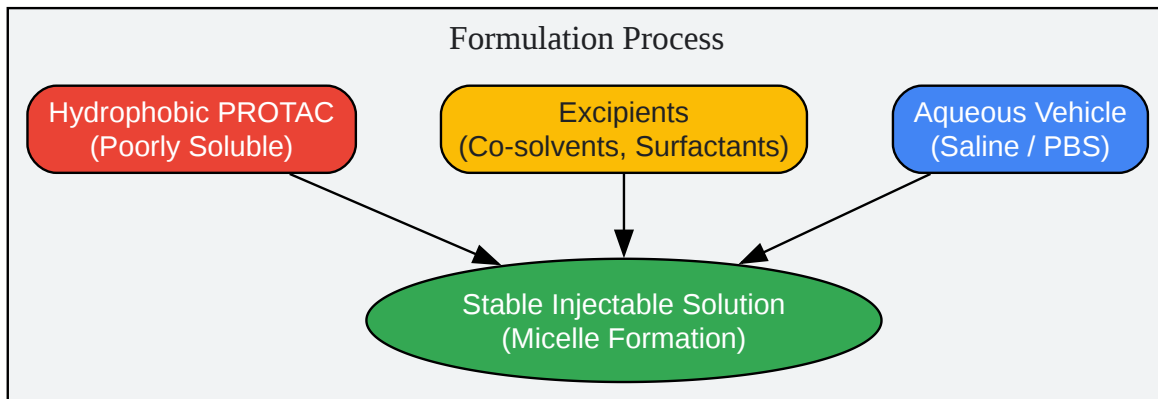 Formulation Process
Hydrophobic PROTAC
(Poorly Soluble)
Excipients
(Co-solvents, Surfactants)
Aqueous Vehicle
(Saline / PBS)
Stable Injectable Solution
(Micelle Formation)